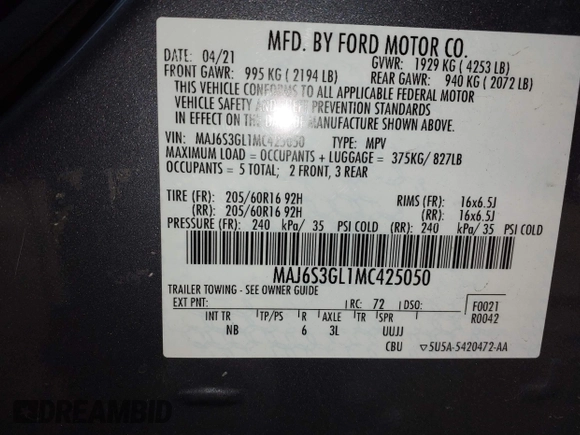 MFD. BY FORD MOTOR CO.
DATE: 04/21 GVWR: 1929 KG ( 4253 LB)
FRONT GAWR: 995 KG ( 2194 LB) REAR GAWR: 940 KG ( 2072 LB)
THIS VEHICLE CONFORMS TO ALL APPLICABLE FEDERAL MOTOR
VEHICLE SAFETY AND THEFT PREVENTION STANDARDS
IN EFFECT ON THE DATE OF MANUFACTURE SHOWN ABOVE.
VIN: MAJ6S3GL1MC425050 TYPE: MPV
MAXIMUM LOAD = OCCUPANTS + LUGGAGE = 375KG/ 827LB
OCCUPANTS = 5 TOTAL; 2 FRONT, 3 REAR
TIRE (FR): 205/60R16 92H RIMS (FR): 16x6.5J
(RR): 205/60R16 92H (RR): 16x6.5J
PRESSURE (FR): 240 kPa/ 35 PSI COLD (RR): 240 kPa/ 35 PSI COLD
MAJ6S3GL1MC425050
TRAILER TOWING - SEE OWNER GUIDE
EXT PNT: RC: 72 DSO: F0021
R0042
INT TR TP/PS R AXLE TR SPR
NB 6 3L UUJJ
CBU ▽5U5A-5420472-AA
DREAMBID